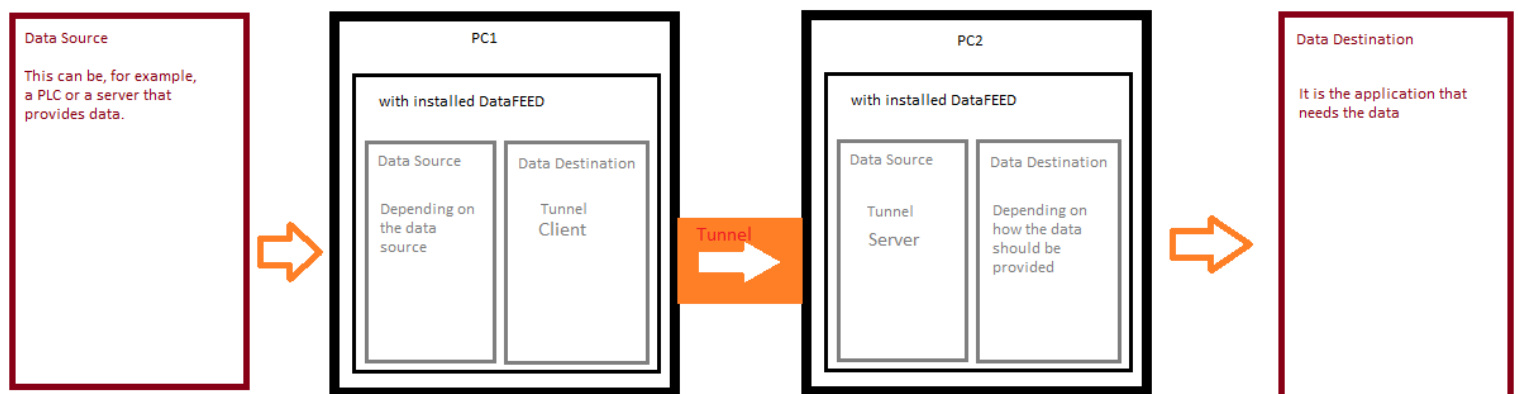 Data Source
This can be, for example,
a PLC or a server that
provides data.
PC1
with installed DataFEED
Data Source
Depending on
the data
source
Data Destination
Tunnel
Client
Tunnel
PC2
with installed DataFEED
Data Source
Tunnel
Server
Data Destination
Depending on
how the data
should be
provided
Data Destination
It is the application that
needs the data